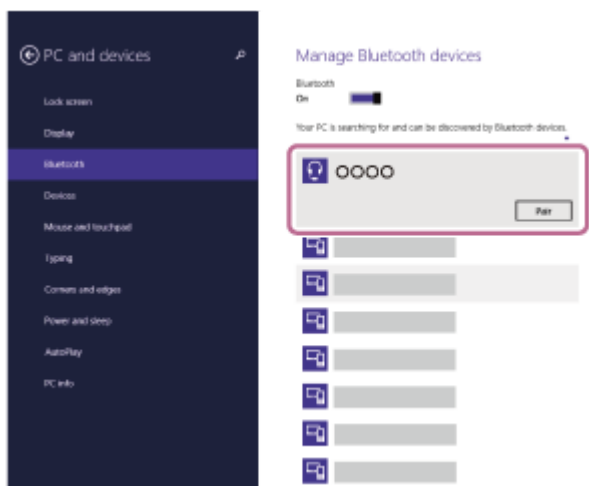 PC and devices
Lock screen
Display
Bluetooth
Devices
Mouse and touchpad
Typing
Corners and edges
Power and sleep
AutoPlay
PC info
Manage Bluetooth devices
Bluetooth
On
Your PC is searching for and can be discovered by Bluetooth devices.
OOOO
Pair